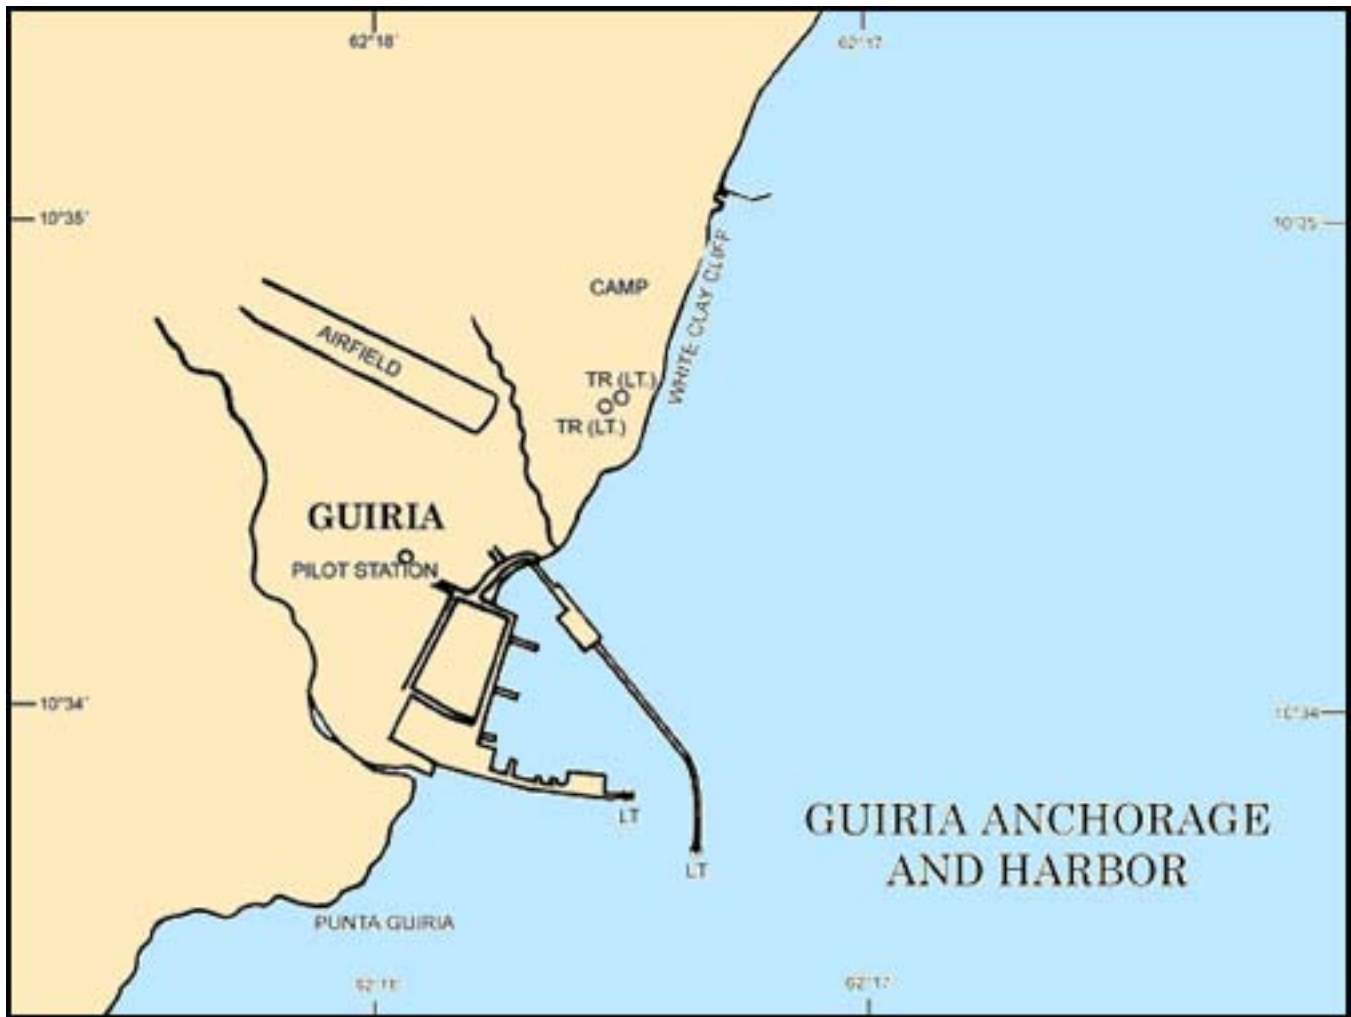 62°18´
62°17´
10°35´
10°35´
CAMP
WHITE CLAY CLIFF
AIRFIELD
TR (LT.)
TR (LT.)
GUIRIA
PILOT STATION
10°34´
10°34´
LT
LT
GUIRIA ANCHORAGE
AND HARBOR
PUNTA GUIRIA
62°18´
62°17´